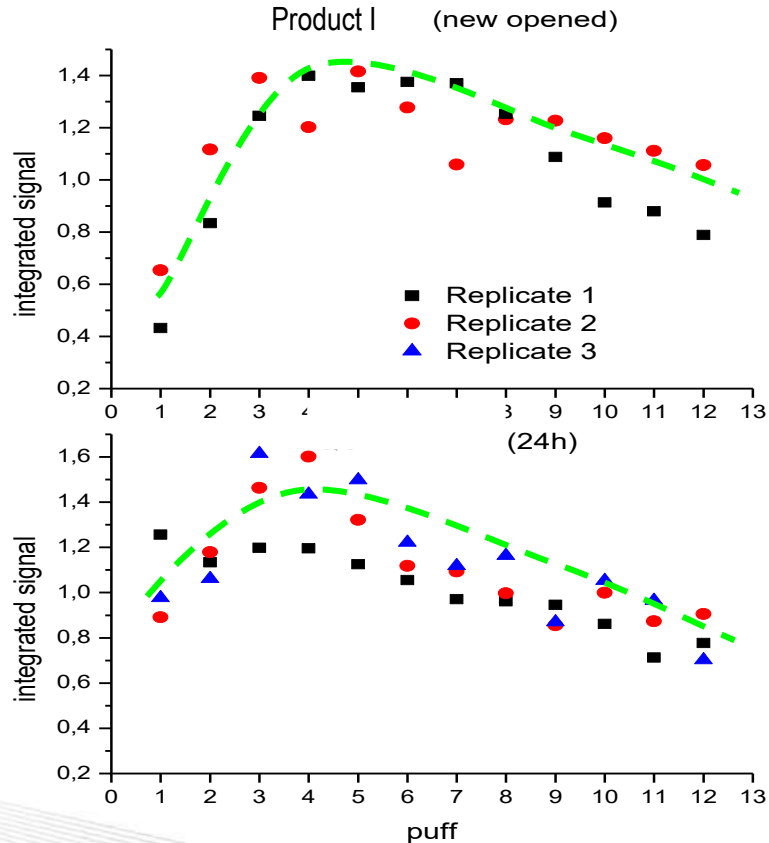 Product I (new opened)
1,4
1,2
1,0
0,8
0,6
0,4
0,2
integrated signal
Replicate 1
Replicate 2
Replicate 3
0 1 2 3 9 10 11 12 13
(24h)
1,6
1,4
1,2
1,0
0,8
0,6
0,4
0,2
integrated signal
0 1 2 3 4 5 6 7 8 9 10 11 12 13
puff